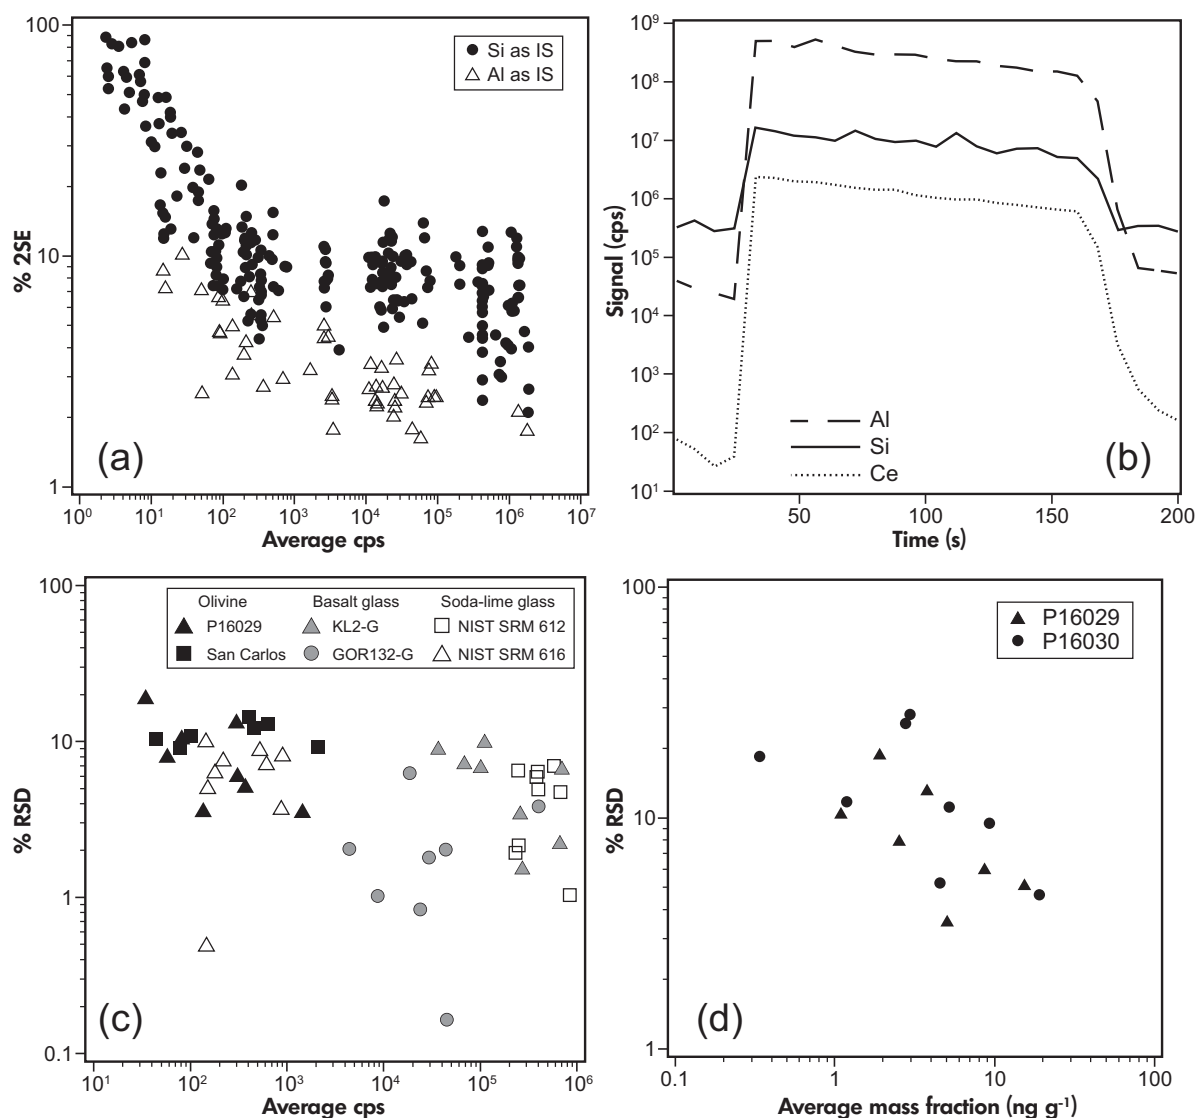 100
10
1
% 2SE
Si as IS
Al as IS
(a)
10⁰ 10¹ 10² 10³ 10⁴ 10⁵ 10⁶ 10⁷
Average cps
10⁹
10⁸
10⁷
10⁶
10⁵
10⁴
10³
10²
10¹
Signal (cps)
Al
Si
Ce
(b)
50 100 150 200
Time (s)
100
10
1
0.1
% RSD
Olivine Basalt glass Soda-lime glass
P16029 KL2-G NIST SRM 612
San Carlos GOR132-G NIST SRM 616
(c)
10¹ 10² 10³ 10⁴ 10⁵ 10⁶
Average cps
100
10
1
% RSD
P16029
P16030
(d)
0.1 1 10 100
Average mass fraction (ng g⁻¹)